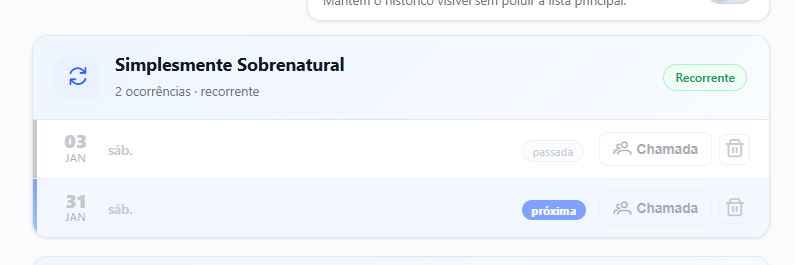 Mantém o histórico visível sem poluir a lista principal.
Simplesmente Sobrenatural
2 ocorrências · recorrente
Recorrente
03
JAN
sáb.
passada
Chamada
31
JAN
sáb.
próxima
Chamada